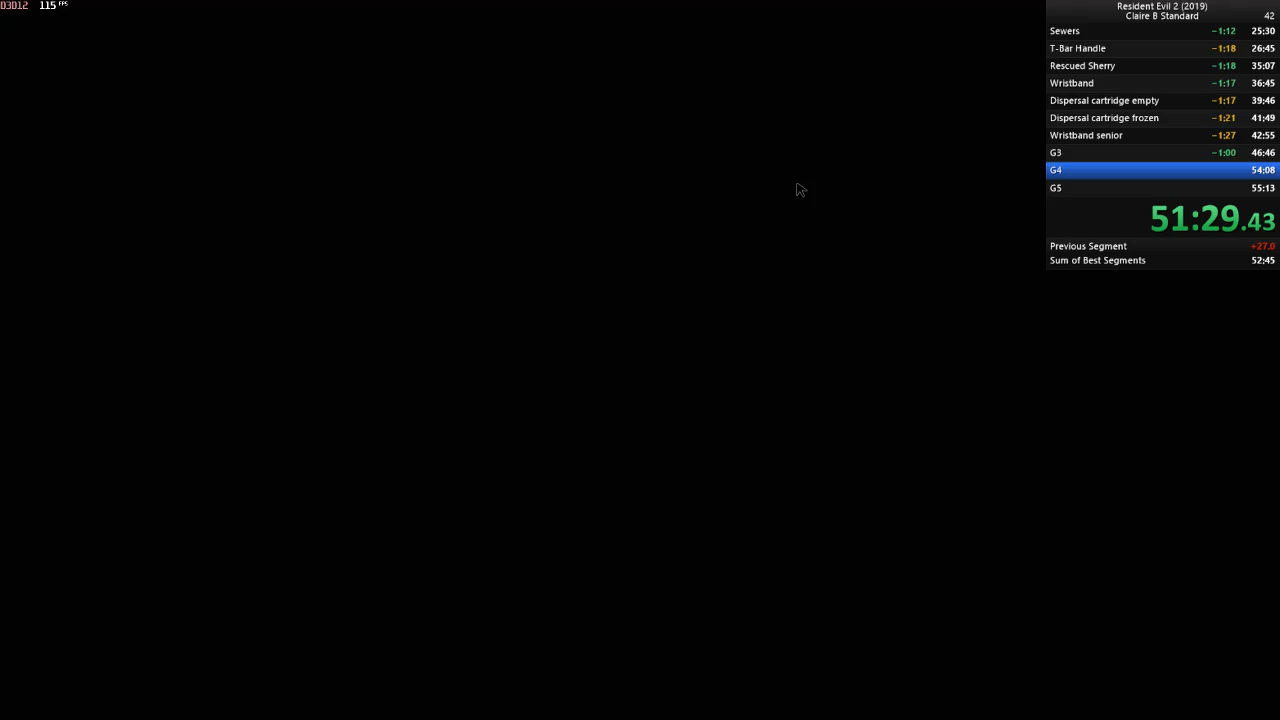 D3D12 115 FPS
Resident Evil 2 (2019)
Claire B Standard 42
Sewers −1:12 25:30
T-Bar Handle −1:18 26:45
Rescued Sherry −1:18 35:07
Wristband −1:17 36:45
Dispersal cartridge empty −1:17 39:46
Dispersal cartridge frozen −1:21 41:49
Wristband senior −1:27 42:55
G3 −1:00 46:46
G4 54:08
G5 55:13
51:29.43
Previous Segment +27.0
Sum of Best Segments 52:45